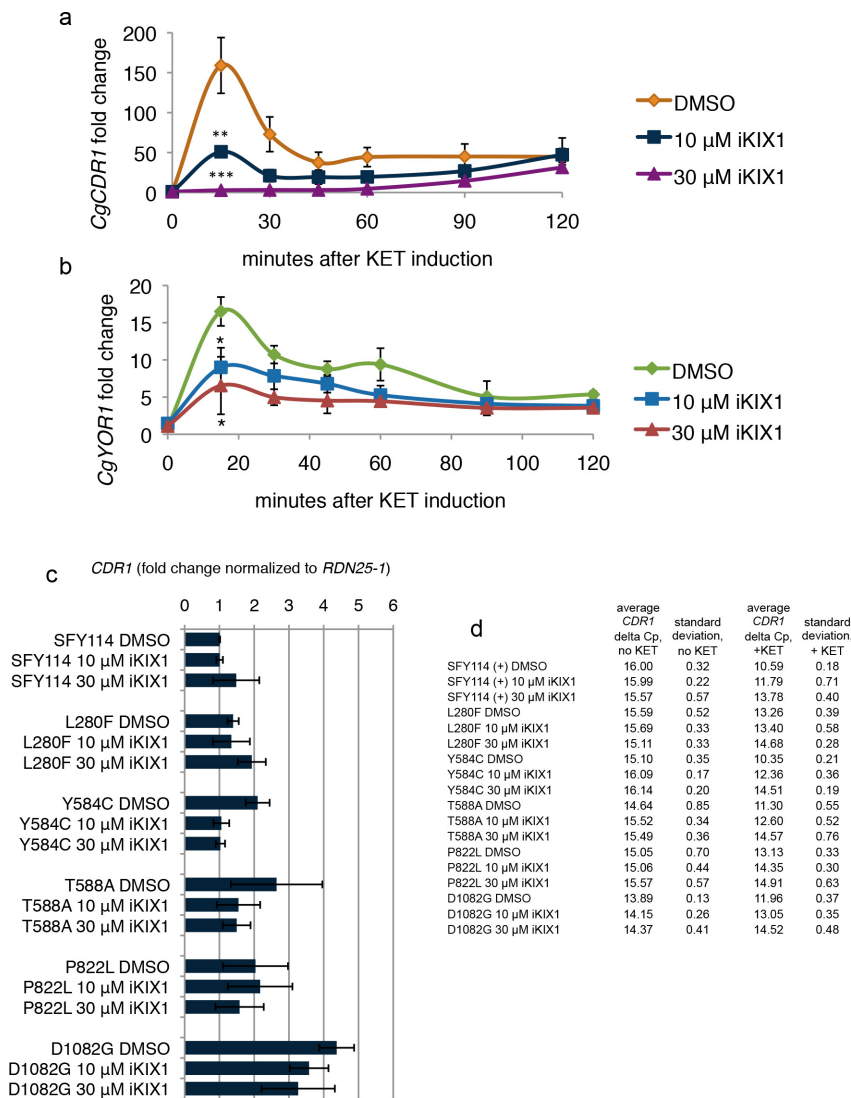 a
200
150
100
50
0
CgCDR1 fold change
**
***
0 30 60 90 120
minutes after KET induction
DMSO
10 µM iKIX1
30 µM iKIX1
b
20
15
10
5
0
CgYOR1 fold change
*
*
0 20 40 60 80 100 120
minutes after KET induction
DMSO
10 µM iKIX1
30 µM iKIX1
c
CDR1 (fold change normalized to RDN25-1)
0 1 2 3 4 5 6
SFY114 DMSO
SFY114 10 µM iKIX1
SFY114 30 µM iKIX1
L280F DMSO
L280F 10 µM iKIX1
L280F 30 µM iKIX1
Y584C DMSO
Y584C 10 µM iKIX1
Y584C 30 µM iKIX1
T588A DMSO
T588A 10 µM iKIX1
T588A 30 µM iKIX1
P822L DMSO
P822L 10 µM iKIX1
P822L 30 µM iKIX1
D1082G DMSO
D1082G 10 µM iKIX1
D1082G 30 µM iKIX1
d
average CDR1 delta Cp, no KET
standard deviation, no KET
average CDR1 delta Cp, +KET
standard deviation, + KET
SFY114 (+) DMSO 16.00 0.32 10.59 0.18
SFY114 (+) 10 µM iKIX1 15.99 0.22 11.79 0.71
SFY114 (+) 30 µM iKIX1 15.57 0.57 13.78 0.40
L280F DMSO 15.59 0.52 13.26 0.39
L280F 10 µM iKIX1 15.69 0.33 13.40 0.58
L280F 30 µM iKIX1 15.11 0.33 14.68 0.28
Y584C DMSO 15.10 0.35 10.35 0.21
Y584C 10 µM iKIX1 16.09 0.17 12.36 0.36
Y584C 30 µM iKIX1 16.14 0.20 14.51 0.19
T588A DMSO 14.64 0.85 11.30 0.55
T588A 10 µM iKIX1 15.52 0.34 12.60 0.52
T588A 30 µM iKIX1 15.49 0.36 14.57 0.76
P822L DMSO 15.05 0.70 13.13 0.33
P822L 10 µM iKIX1 15.06 0.44 14.35 0.30
P822L 30 µM iKIX1 15.57 0.57 14.91 0.63
D1082G DMSO 13.89 0.13 11.96 0.37
D1082G 10 µM iKIX1 14.15 0.26 13.05 0.35
D1082G 30 µM iKIX1 14.37 0.41 14.52 0.48